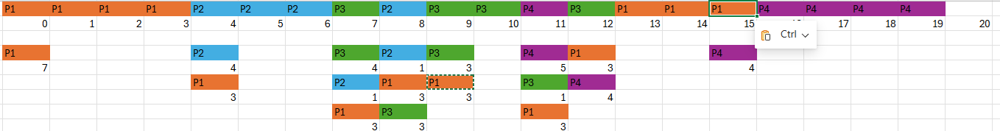 P1 P1 P1 P1 P2 P2 P2 P3 P2 P3 P3 P4 P3 P1 P1 P1 P4 P4 P4 P4
0 1 2 3 4 5 6 7 8 9 10 11 12 13 14 15 16 17 18 19 20
Ctrl
P1 P2 P3 P2 P3 P4 P1 P4
7 4 4 1 3 5 3 4
P1 P2 P1 P1 P3 P4
3 1 3 3 1 4
P1 P3 P1
3 3 3